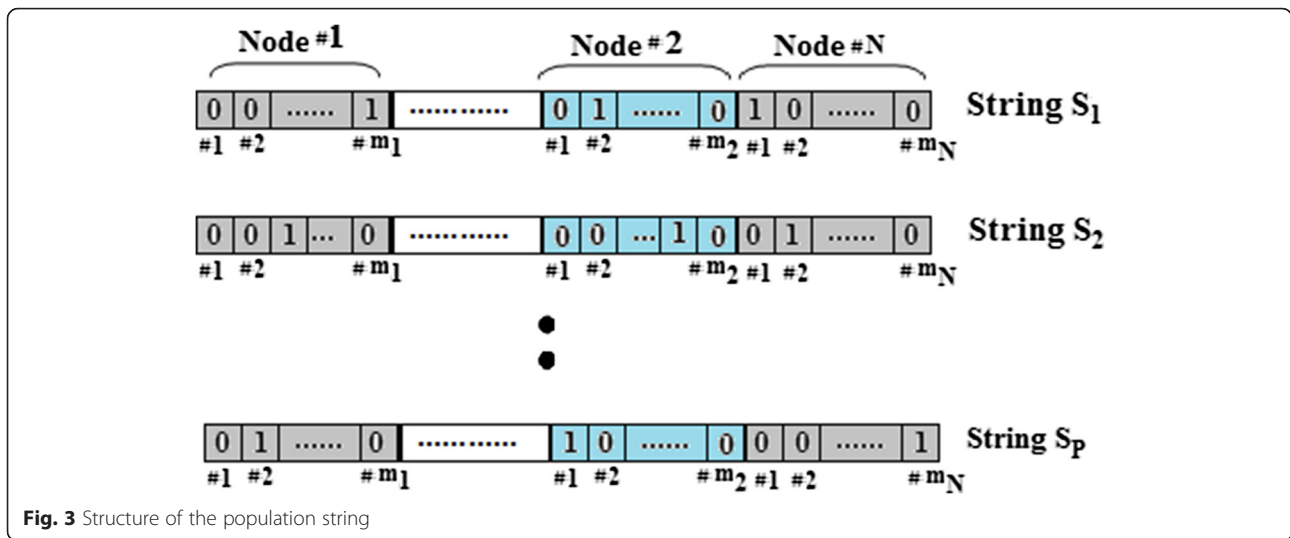 Node #1 Node #2 Node #N
0 0 ...... 1 ............ 0 1 ...... 0 1 0 ...... 0 String S1
#1 #2 #m1 #1 #2 #m2 #1 #2 #mN
0 0 1 ... 0 ............ 0 0 ... 1 0 0 1 ...... 0 String S2
#1 #2 #m1 #1 #2 #m2 #1 #2 #mN
0 1 ...... 0 ............ 1 0 ...... 0 0 0 ...... 1 String SP
#1 #2 #m1 #1 #2 #m2 #1 #2 #mN
Fig. 3 Structure of the population string